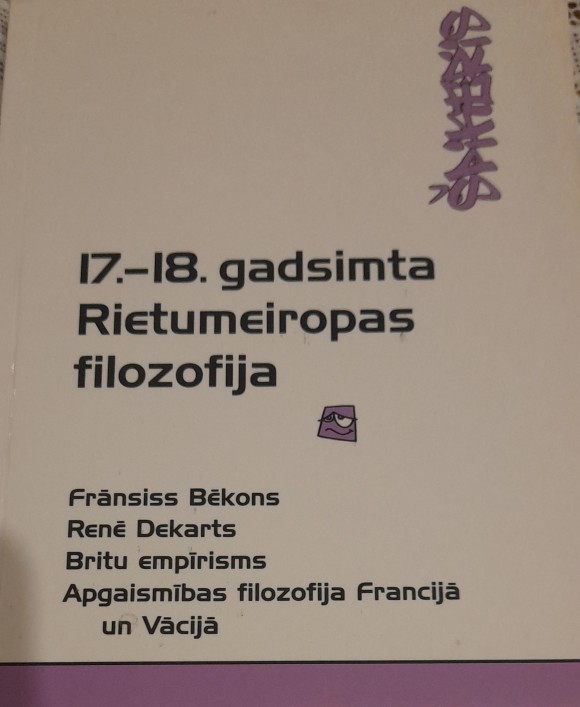 17.–18. gadsimta
Rietumeiropas
filozofija
Frānsiss Bēkons
Renē Dekarts
Britu empīrisms
Apgaismības filozofija Francijā
un Vācijā